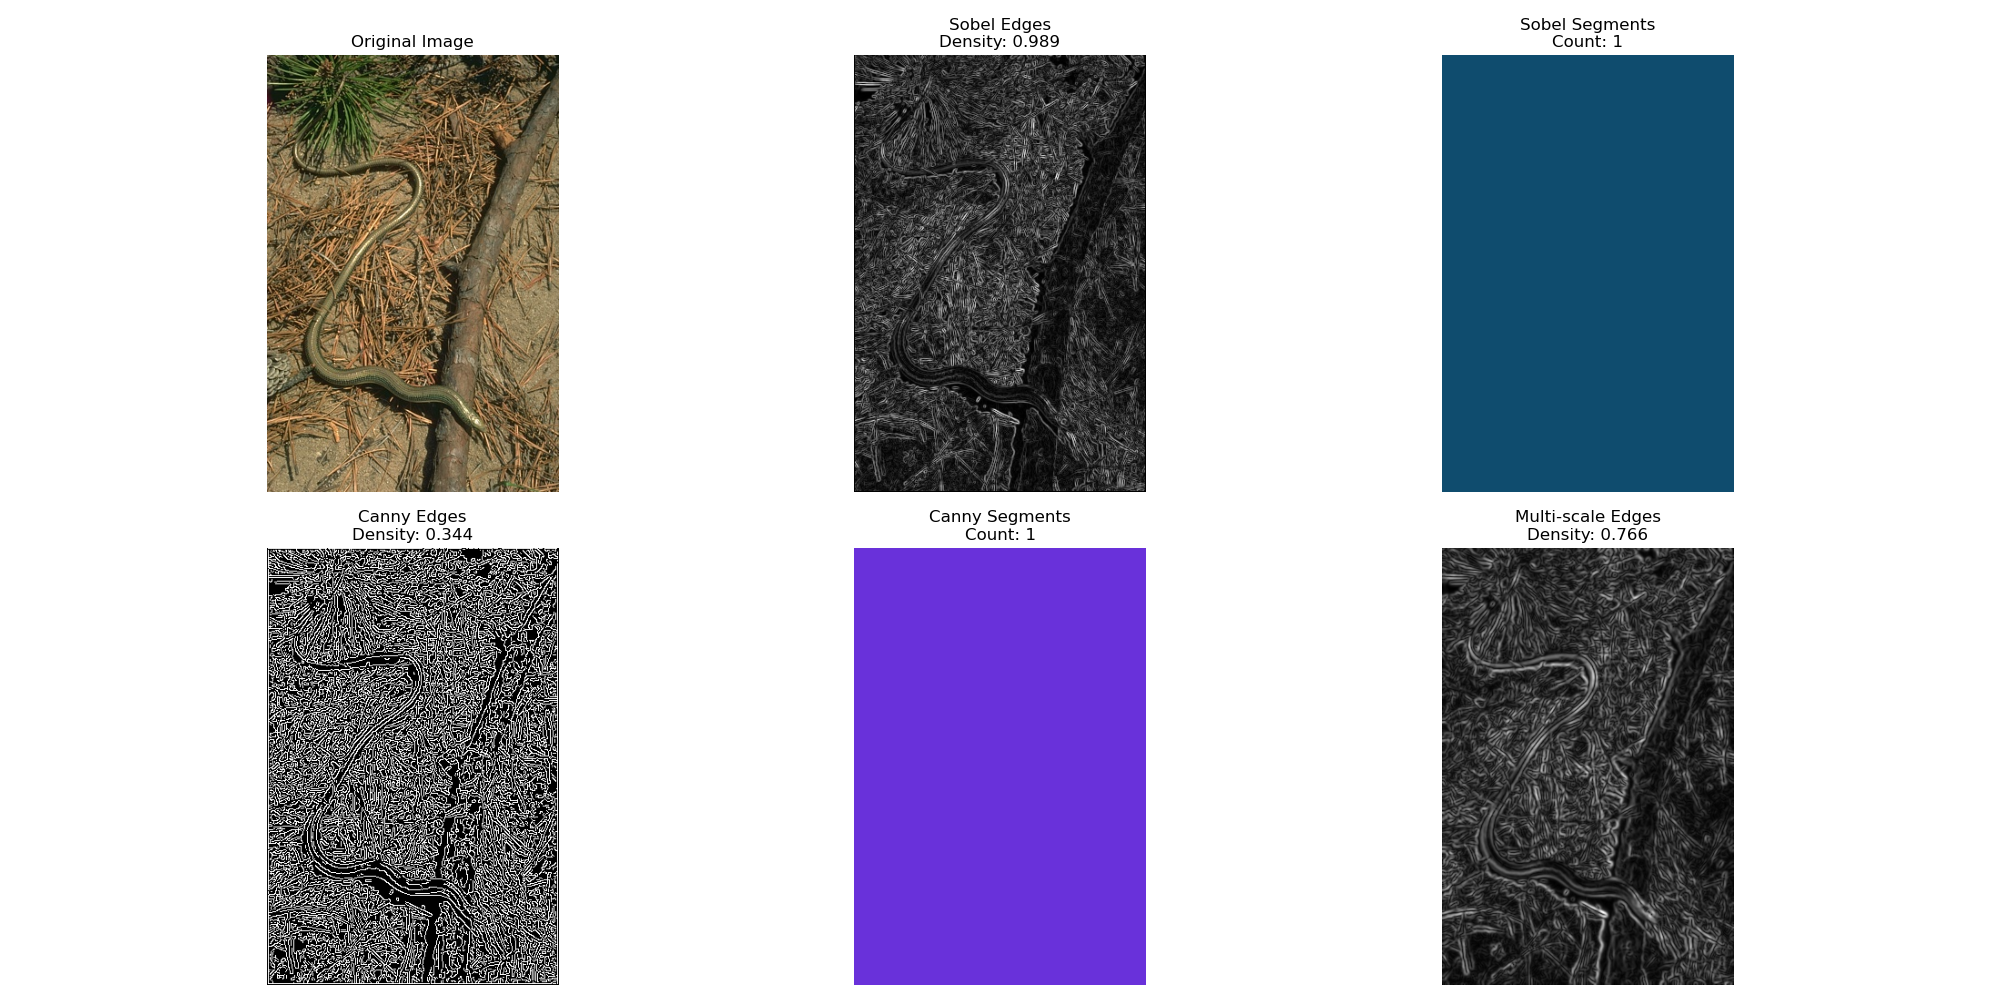 Original Image
Sobel Edges
Density: 0.989
Sobel Segments
Count: 1
Canny Edges
Density: 0.344
Canny Segments
Count: 1
Multi-scale Edges
Density: 0.766